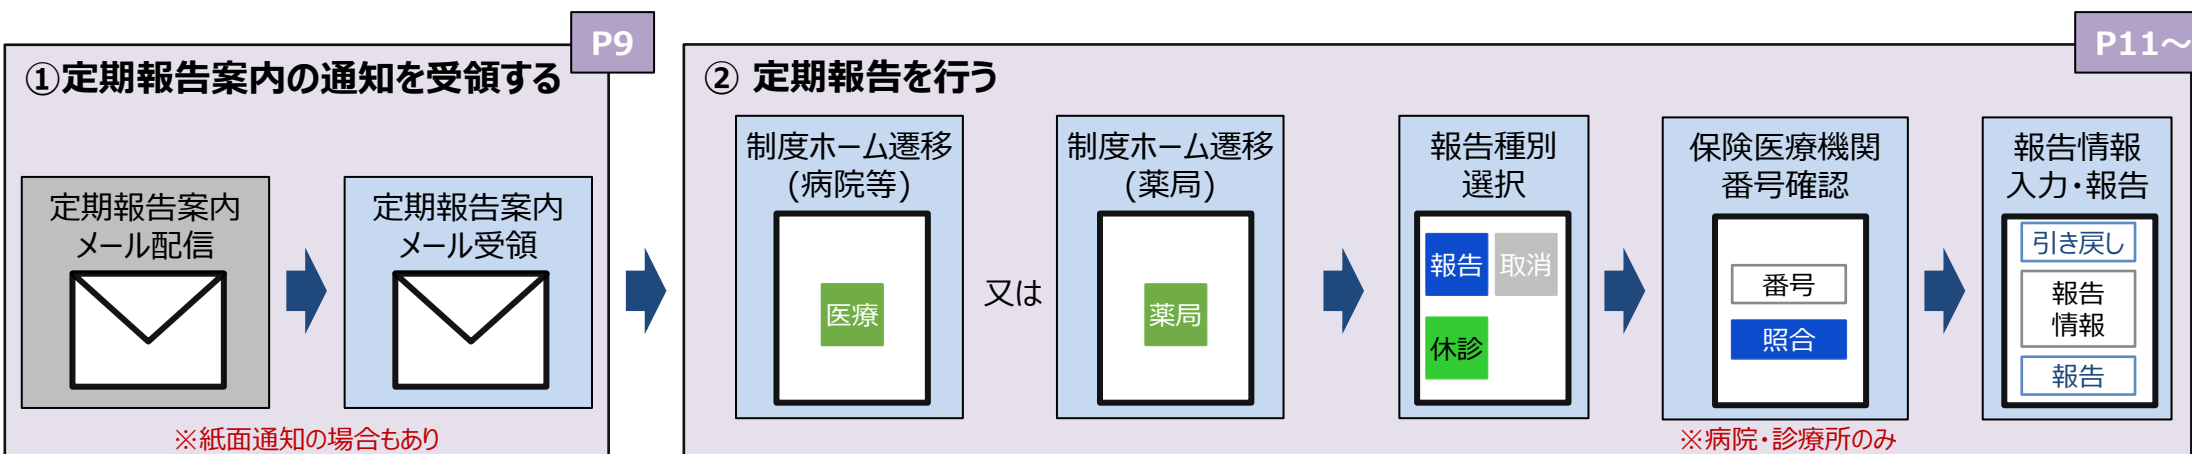 P9
①定期報告案内の通知を受領する
定期報告案内
メール配信
定期報告案内
メール受領
※紙面通知の場合もあり
P11～
② 定期報告を行う
制度ホーム遷移
(病院等)
医療
又は
制度ホーム遷移
(薬局)
薬局
報告種別
選択
報告
取消
休診
保険医療機関
番号確認
番号
照合
※病院・診療所のみ
報告情報
入力・報告
引き戻し
報告
情報
報告